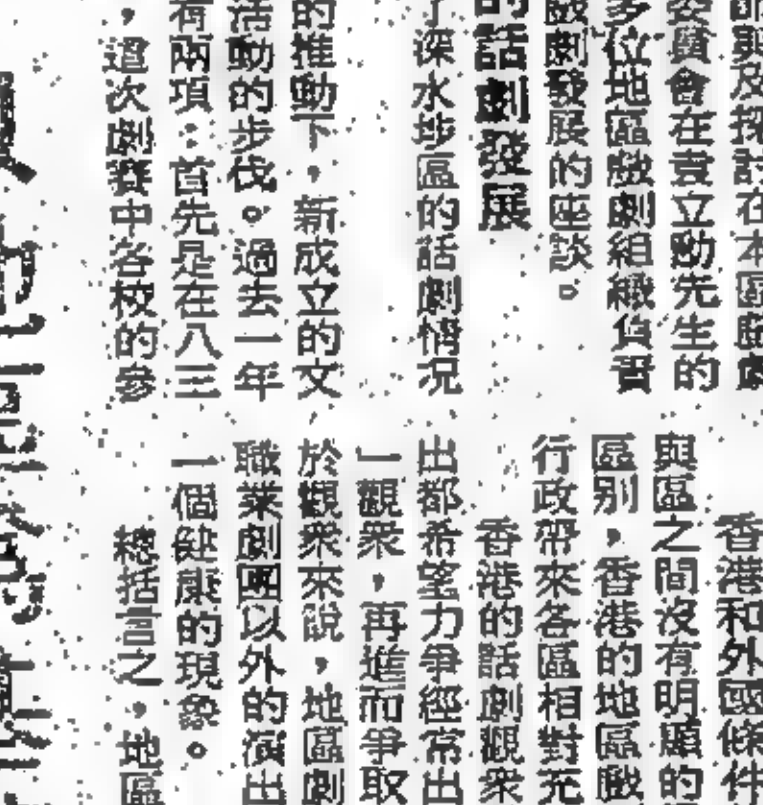 師與及探討在本區戲劇
委員會在袁立勳先生的
多位地區戲劇組織負責
戲劇發展的座談。
的話劇發展
了深水埗區的話劇情況
的推動下，新成立的文
活動的步伐。過去一年
有兩項：首先是在八三
，這次劇賽中各校的參
香港和外國條件
與區之間沒有明顯的
區別，香港的地區戲
行政帶來各區相對充
香港的話劇觀眾
出都希望力爭經常出
一觀眾，再進而爭取
於觀眾來說，地區劇
職業劇團以外的演出
一個健康的現象。
總括言之，地區